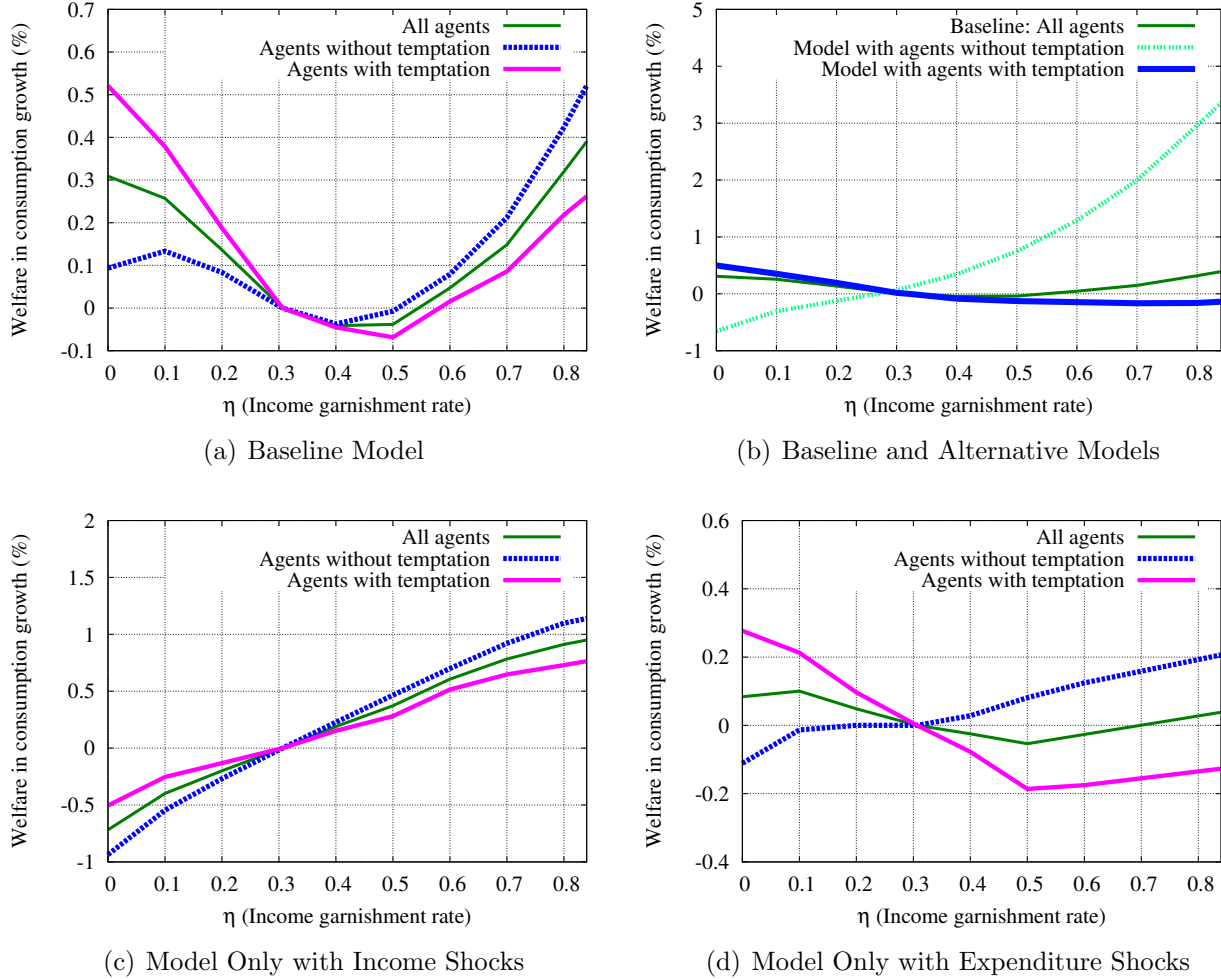 0.7
0.6
0.5
0.4
0.3
0.2
0.1
0
-0.1
Welfare in consumption growth (%)
All agents
Agents without temptation
Agents with temptation
0 0.1 0.2 0.3 0.4 0.5 0.6 0.7 0.8
η (Income garnishment rate)
(a) Baseline Model
5
4
3
2
1
0
-1
Welfare in consumption growth (%)
Baseline: All agents
Model with agents without temptation
Model with agents with temptation
0 0.1 0.2 0.3 0.4 0.5 0.6 0.7 0.8
η (Income garnishment rate)
(b) Baseline and Alternative Models
2
1.5
1
0.5
0
-0.5
-1
Welfare in consumption growth (%)
All agents
Agents without temptation
Agents with temptation
0 0.1 0.2 0.3 0.4 0.5 0.6 0.7 0.8
η (Income garnishment rate)
(c) Model Only with Income Shocks
0.6
0.4
0.2
0
-0.2
-0.4
Welfare in consumption growth (%)
All agents
Agents without temptation
Agents with temptation
0 0.1 0.2 0.3 0.4 0.5 0.6 0.7 0.8
η (Income garnishment rate)
(d) Model Only with Expenditure Shocks